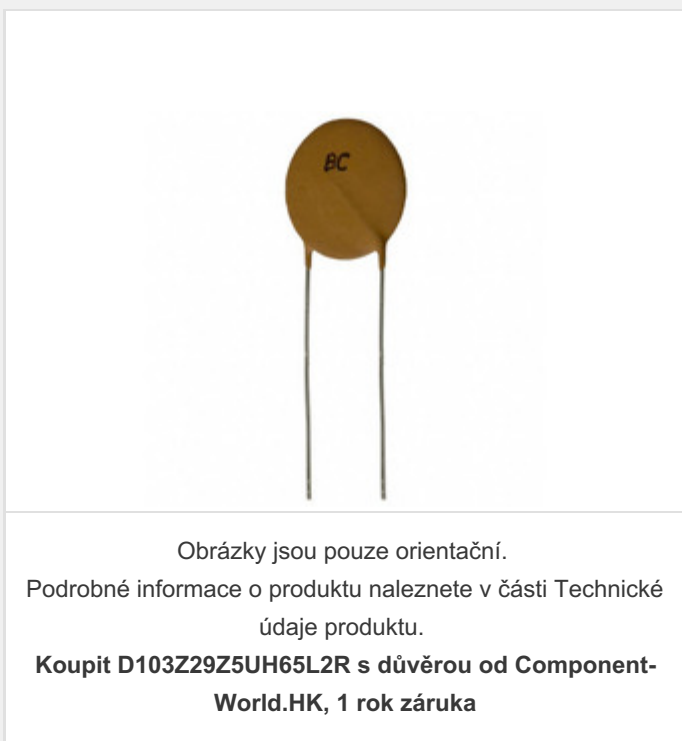 BC
Obrázky jsou pouze orientační.
Podrobné informace o produktu naleznete v části Technické
údaje produktu.
Koupit D103Z29Z5UH65L2R s důvěrou od Component-
World.HK, 1 rok záruka